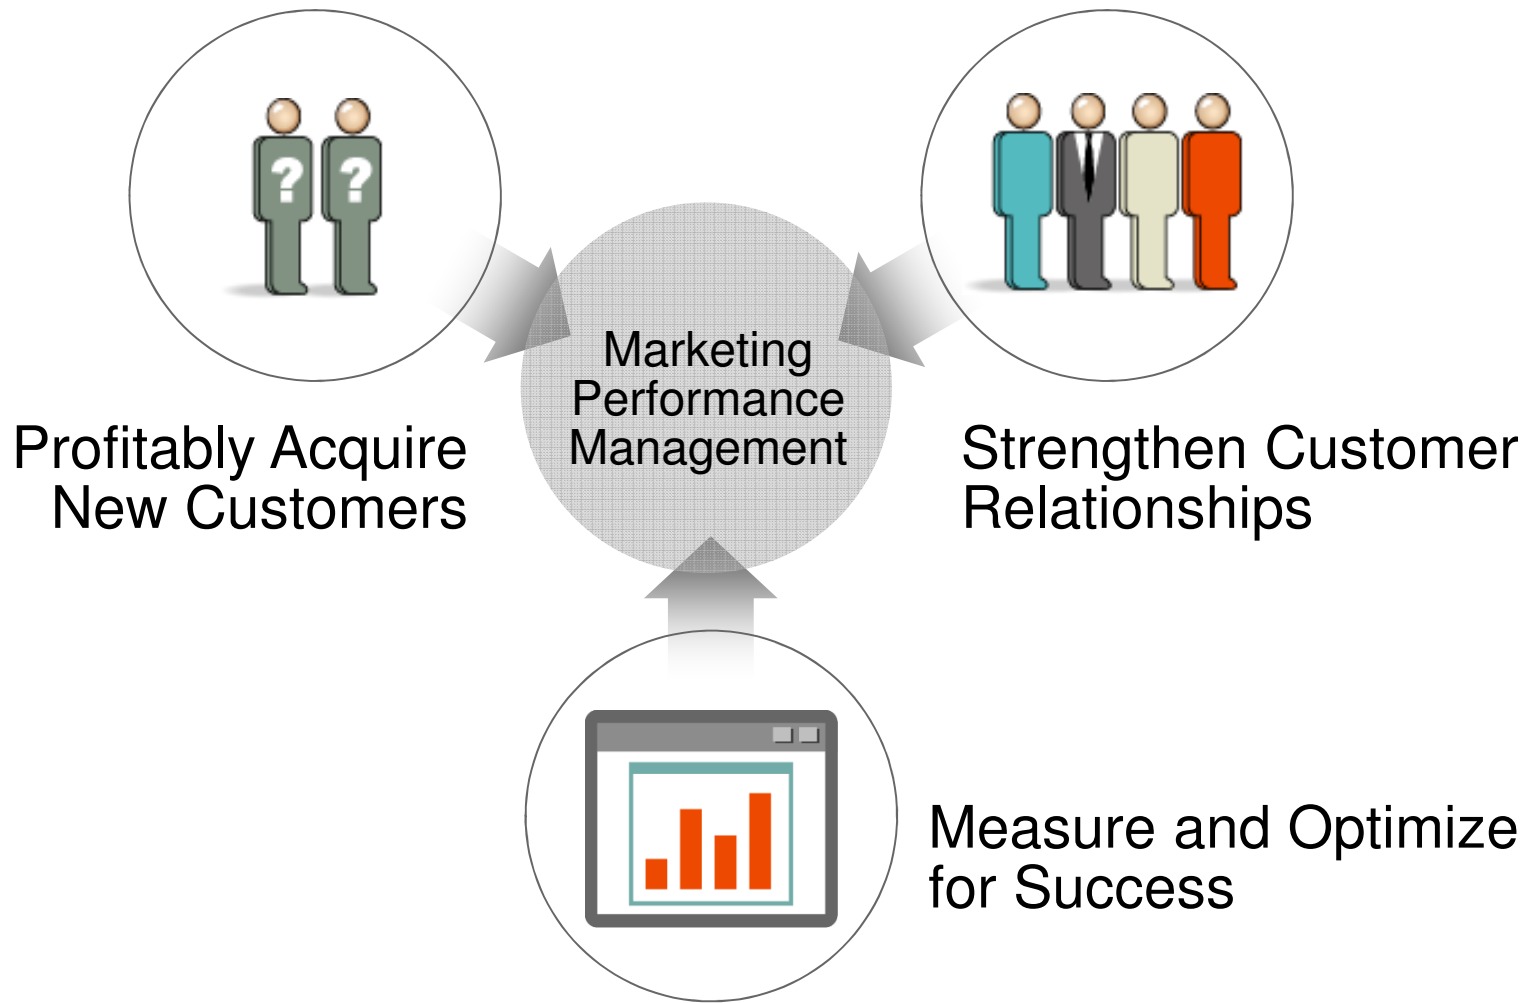 ? ?
Marketing
Performance
Management
Profitably Acquire
New Customers
Strengthen Customer
Relationships
Measure and Optimize
for Success